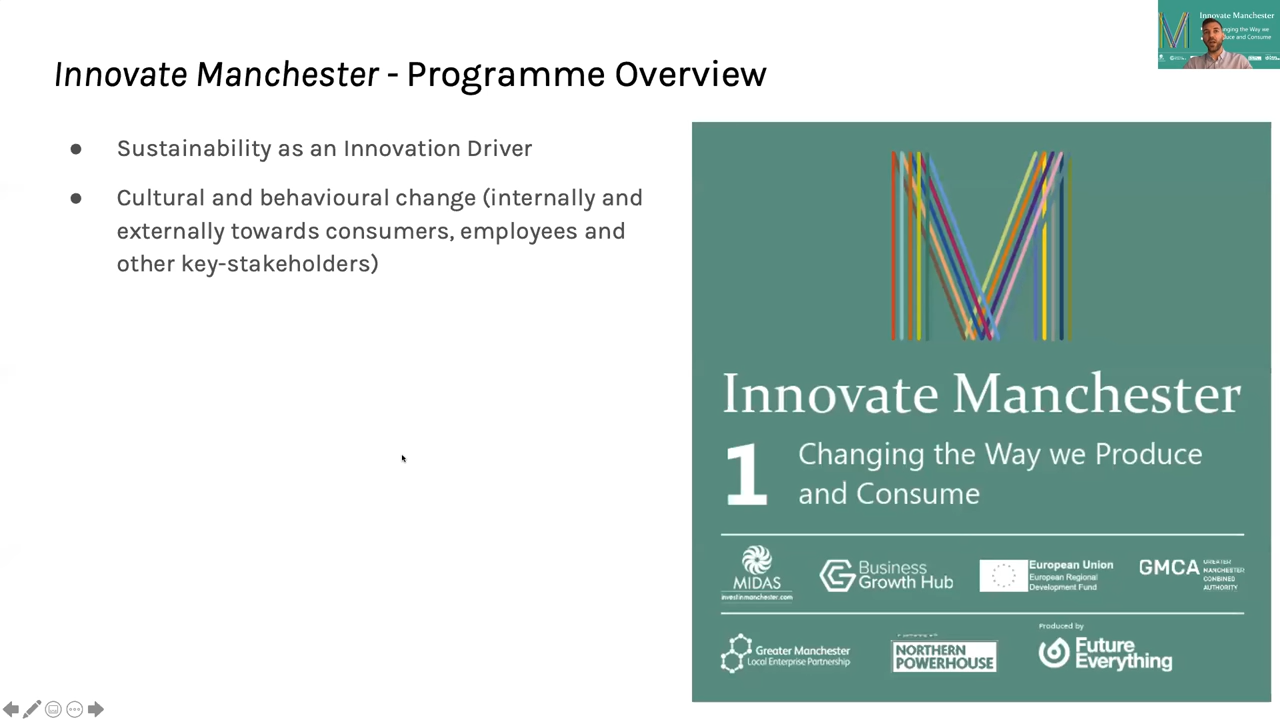 Innovate Manchester - Programme Overview
● Sustainability as an Innovation Driver
● Cultural and behavioural change (internally and
externally towards consumers, employees and
other key-stakeholders)
Innovate Manchester
1 Changing the Way we Produce
and Consume
MIDAS
investinmanchester.com
Business
Growth Hub
European Union
European Regional
Development Fund
GMCA
GREATER
MANCHESTER
COMBINED
AUTHORITY
Greater Manchester
Local Enterprise Partnership
NORTHERN
POWERHOUSE
Produced by
Future
Everything
Innovate Manchester